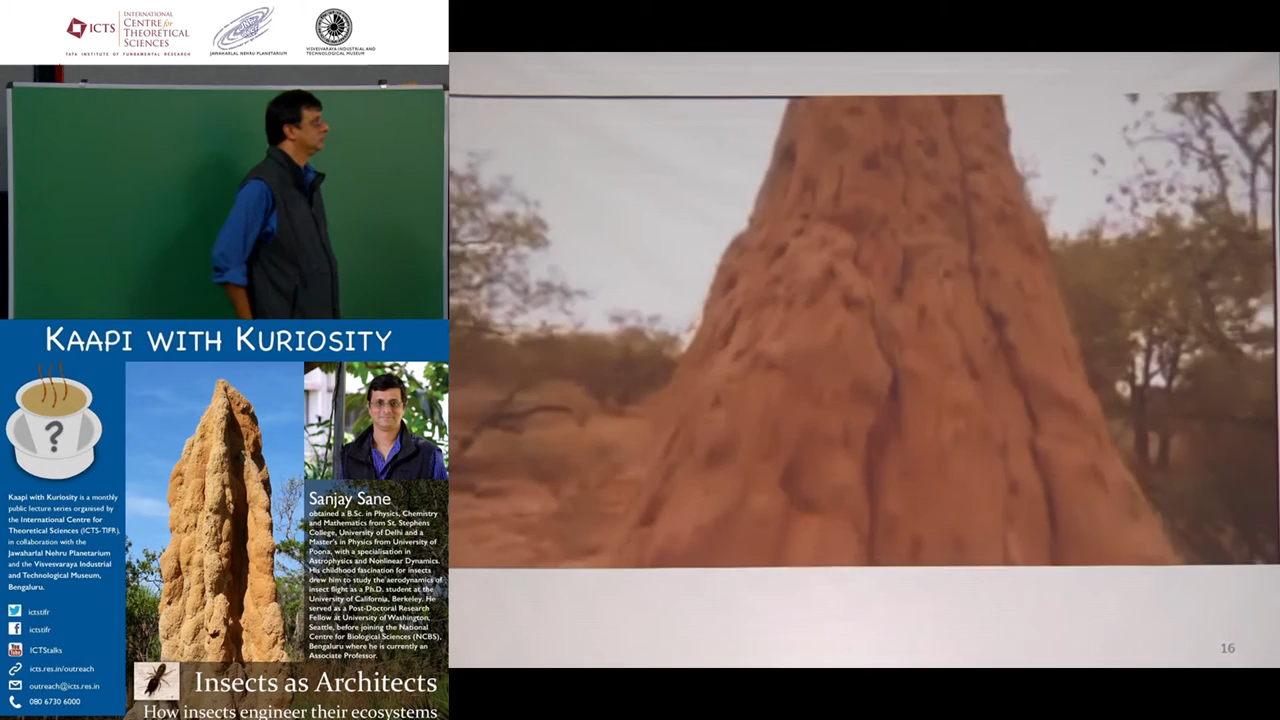 ICTS
INTERNATIONAL
CENTRE for
THEORETICAL
SCIENCES
TATA INSTITUTE OF FUNDAMENTAL RESEARCH
JAWAHARLAL NEHRU PLANETARIUM
VISVESVARAYA INDUSTRIAL AND
TECHNOLOGICAL MUSEUM
KAAPI WITH KURIOSITY
?
Kaapi with Kuriosity is a monthly
public lecture series organised by
the International Centre for
Theoretical Sciences (ICTS-TIFR),
in collaboration with the
Jawaharlal Nehru Planetarium
and the Visvesvaraya Industrial
and Technological Museum,
Bengaluru.
ictstifr
ictstifr
You
Tube
ICTStalks
icts.res.in/outreach
outreach@icts.res.in
080 6730 6000
Sanjay Sane
obtained a B.Sc. in Physics, Chemistry
and Mathematics from St. Stephens
College, University of Delhi and a
Master's in Physics from University of
Poona, with a specialisation in
Astrophysics and Nonlinear Dynamics.
His childhood fascination for insects
drew him to study the aerodynamics of
insect flight as a Ph.D. student at the
University of California, Berkeley. He
served as a Post-Doctoral Research
Fellow at University of Washington,
Seattle, before joining the National
Centre for Biological Sciences (NCBS),
Bengaluru where he is currently an
Associate Professor.
Insects as Architects
How insects engineer their ecosystems
16